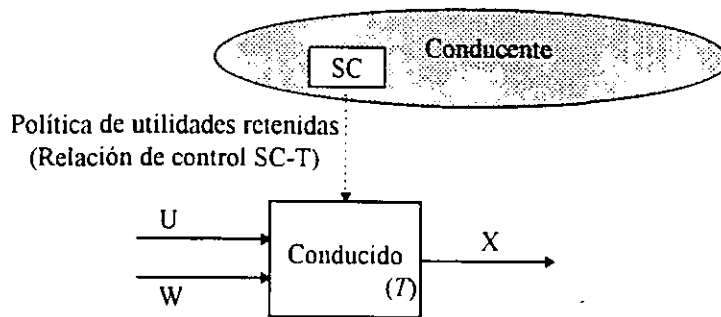 Conducente
SC
Política de utilidades retenidas
(Relación de control SC-T)
U
W
Conducido
(T)
X